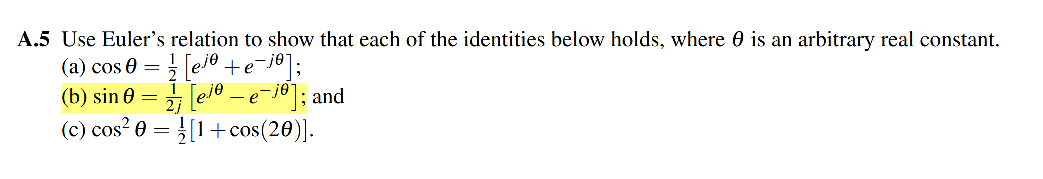 A.5 Use Euler's relation to show that each of the identities below holds, where θ is an arbitrary real constant.
(a) cos θ = 1/2 [e^{jθ} + e^{−jθ}];
(b) sin θ = 1/2j [e^{jθ} − e^{−jθ}]; and
(c) cos² θ = 1/2 [1 + cos(2θ)].